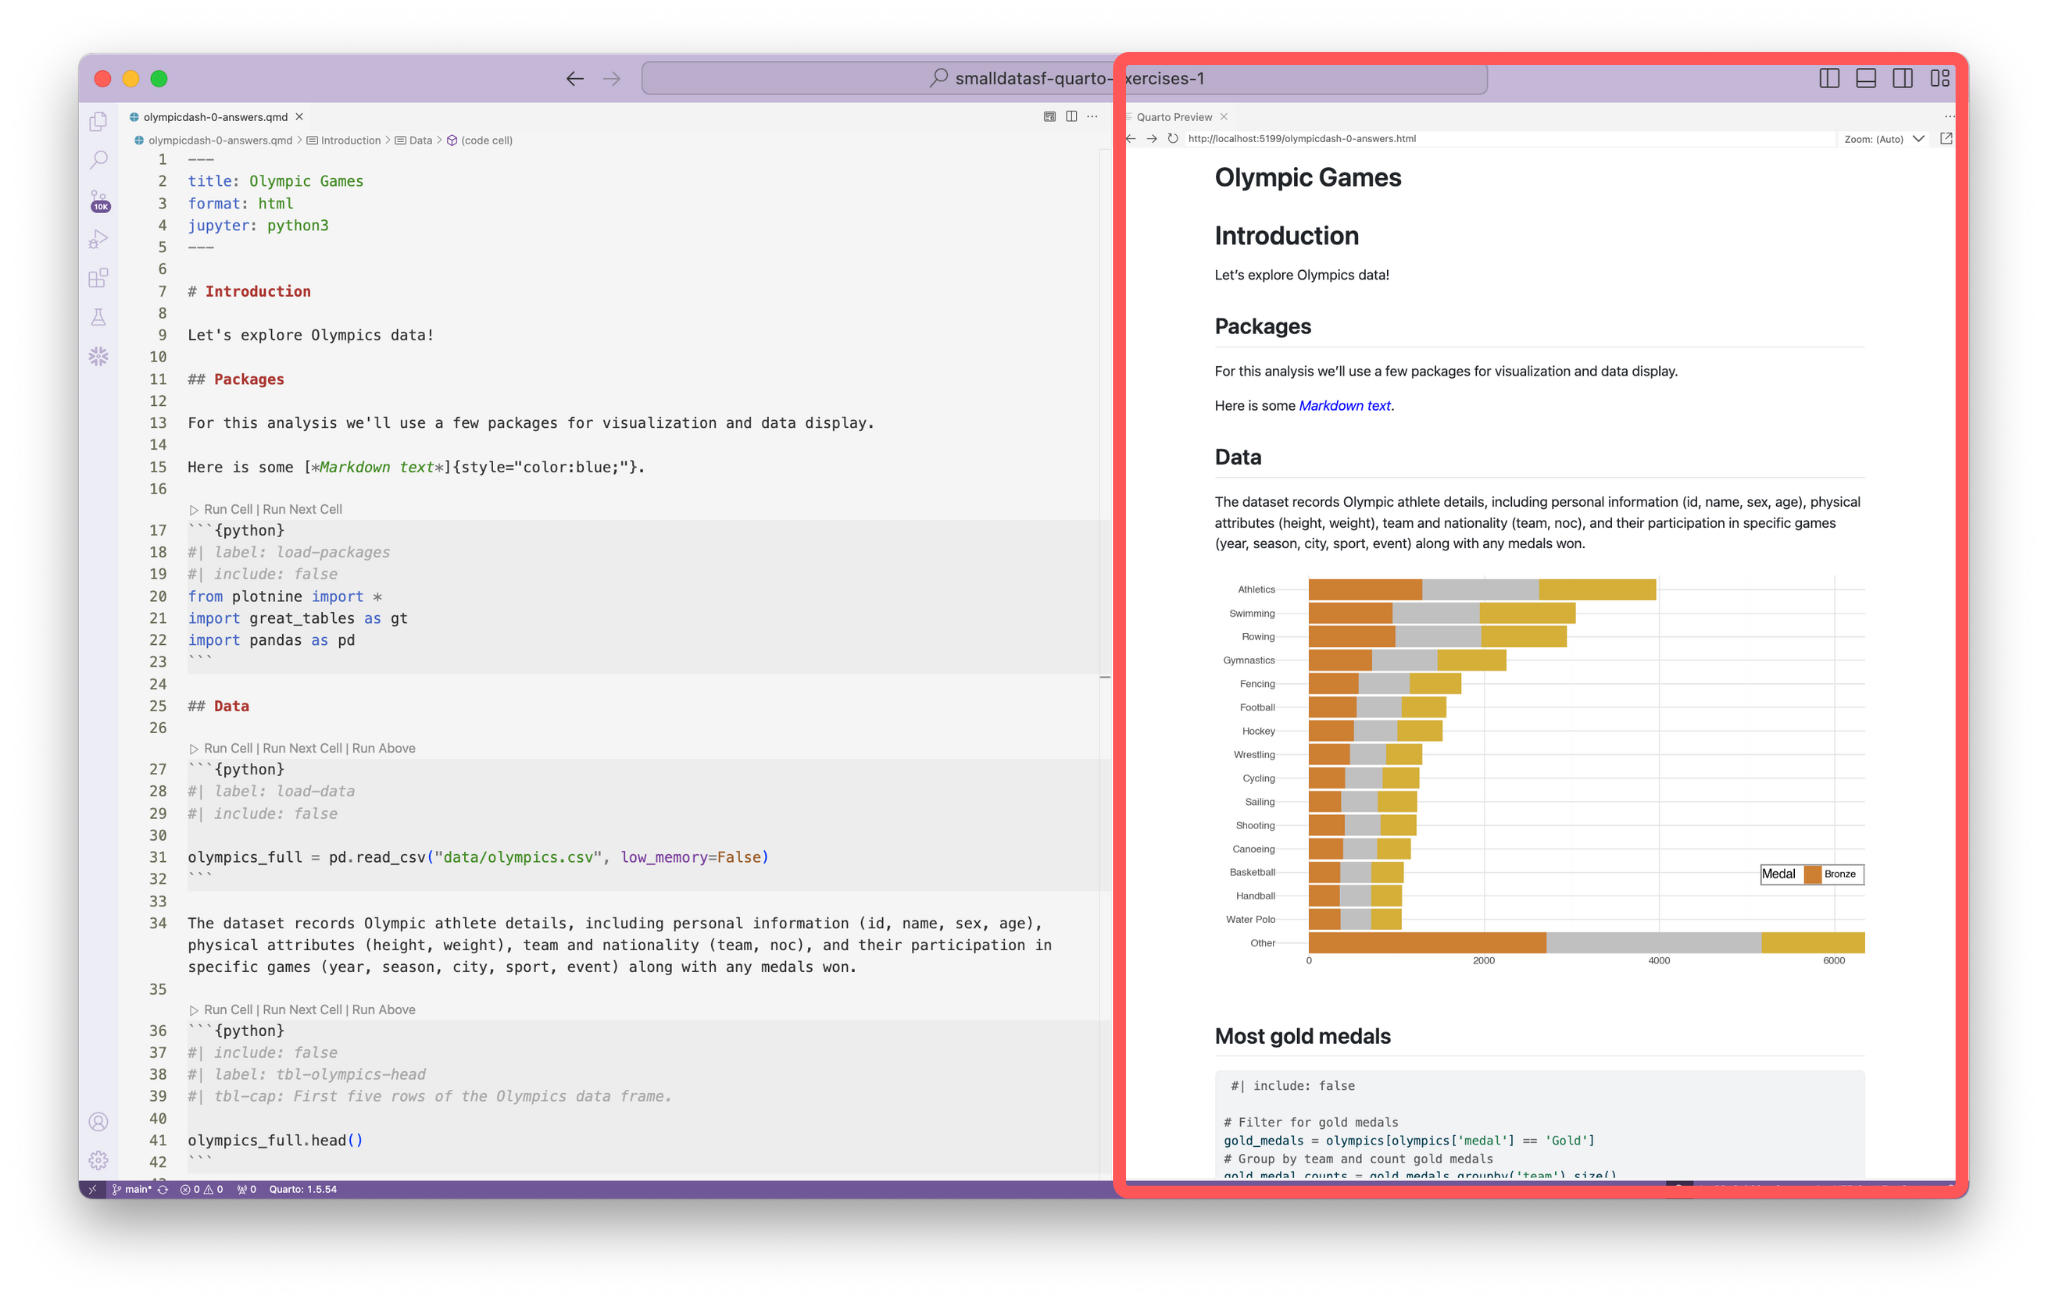 smalldatasf-quarto-exercises-1
olympicdash-0-answers.qmd
olympicdash-0-answers.qmd > Introduction > Data > (code cell)
1 ---
2 title: Olympic Games
3 format: html
4 jupyter: python3
5 ---
6
7 # Introduction
8
9 Let's explore Olympics data!
10
11 ## Packages
12
13 For this analysis we'll use a few packages for visualization and data display.
14
15 Here is some [*Markdown text*]{style="color:blue;"}.
16
Run Cell | Run Next Cell
17 ```{python}
18 #| label: load-packages
19 #| include: false
20 from plotnine import *
21 import great_tables as gt
22 import pandas as pd
23 ```
24
25 ## Data
26
Run Cell | Run Next Cell | Run Above
27 ```{python}
28 #| label: load-data
29 #| include: false
30
31 olympics_full = pd.read_csv("data/olympics.csv", low_memory=False)
32 ```
33
34 The dataset records Olympic athlete details, including personal information (id, name, sex, age),
physical attributes (height, weight), team and nationality (team, noc), and their participation in
specific games (year, season, city, sport, event) along with any medals won.
35
Run Cell | Run Next Cell | Run Above
36 ```{python}
37 #| include: false
38 #| label: tbl-olympics-head
39 #| tbl-cap: First five rows of the Olympics data frame.
40
41 olympics_full.head()
42 ```
10K
main* 0 0 0 Quarto: 1.5.54
Quarto Preview
http://localhost:5199/olympicdash-0-answers.html
Zoom: (Auto)
Olympic Games
Introduction
Let's explore Olympics data!
Packages
For this analysis we'll use a few packages for visualization and data display.
Here is some Markdown text.
Data
The dataset records Olympic athlete details, including personal information (id, name, sex, age), physical
attributes (height, weight), team and nationality (team, noc), and their participation in specific games
(year, season, city, sport, event) along with any medals won.
Athletics
Swimming
Rowing
Gymnastics
Fencing
Football
Hockey
Wrestling
Cycling
Sailing
Shooting
Canoeing
Basketball
Handball
Water Polo
Other
Medal Bronze
0 2000 4000 6000
Most gold medals
#| include: false
# Filter for gold medals
gold_medals = olympics[olympics['medal'] == 'Gold']
# Group by team and count gold medals
gold_medal_counts = gold_medals.groupby('team').size()